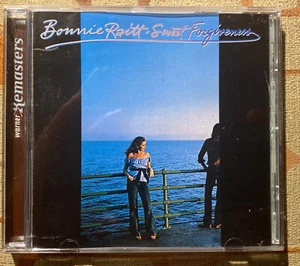 Bonnie Raitt · Sweet Forgiveness
warner Remasters